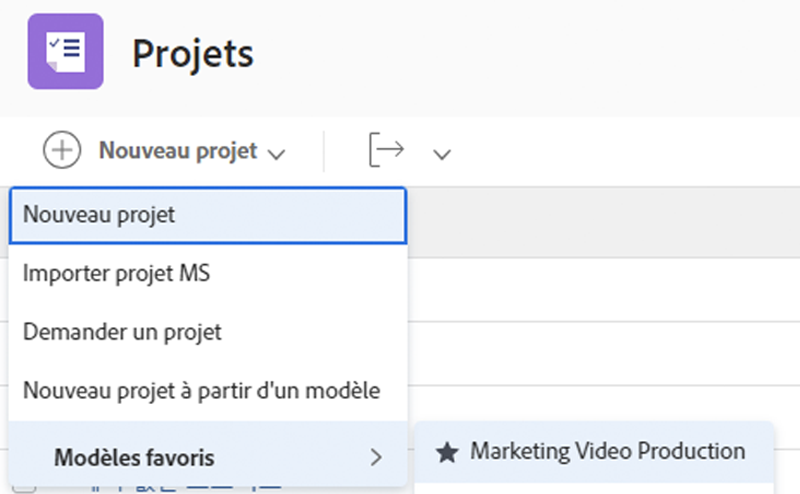 Projets
Nouveau projet
Nouveau projet
Importer projet MS
Demander un projet
Nouveau projet à partir d'un modèle
Modèles favoris
Marketing Video Production